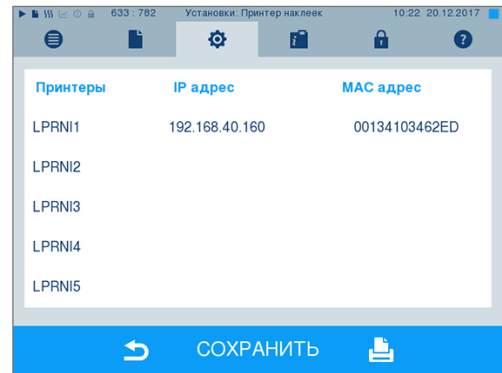 633 : 782 Установки: Принтер наклеек 10:22 20.12.2017
Принтеры IP адрес MAC адрес
LPRNI1 192.168.40.160 00134103462ED
LPRNI2
LPRNI3
LPRNI4
LPRNI5
СОХРАНИТЬ